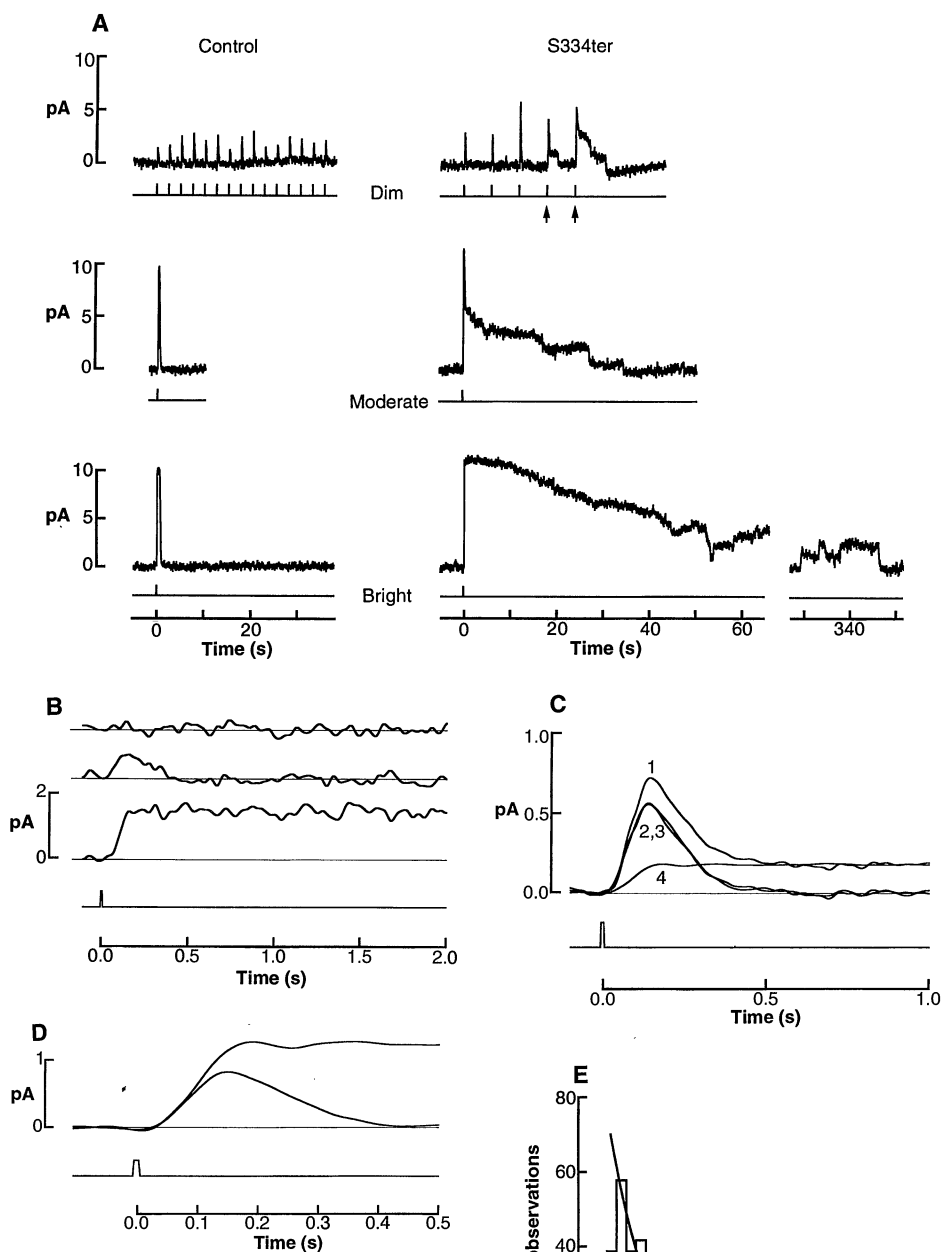 A
Control
S334ter
10
pA
5
0
Dim
10
pA
5
0
Moderate
10
pA
5
0
Bright
0 20
Time (s)
0 20 40 60
Time (s)
340
B
2
pA
0
0.0 0.5 1.0 1.5 2.0
Time (s)
C
1.0
pA
0.5
0.0
1
2,3
4
0.0 0.5 1.0
Time (s)
D
1
pA
0
0.0 0.1 0.2 0.3 0.4 0.5
Time (s)
E
80
60
40
observations